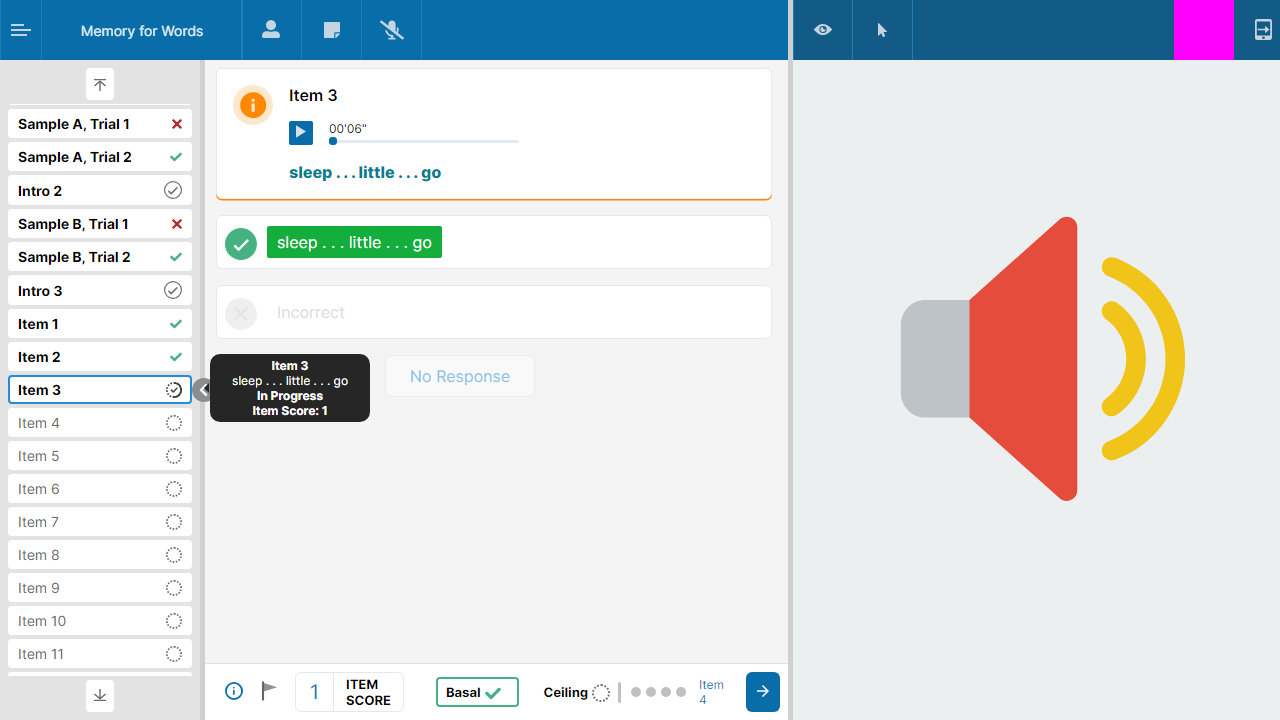 Memory for Words
Sample A, Trial 1
Sample A, Trial 2
Intro 2
Sample B, Trial 1
Sample B, Trial 2
Intro 3
Item 1
Item 2
Item 3
Item 4
Item 5
Item 6
Item 7
Item 8
Item 9
Item 10
Item 11
Item 3
00'06"
sleep . . . little . . . go
sleep . . . little . . . go
Incorrect
Item 3
sleep . . . little . . . go
In Progress
Item Score: 1
No Response
1
ITEM
SCORE
Basal
Ceiling
Item
4